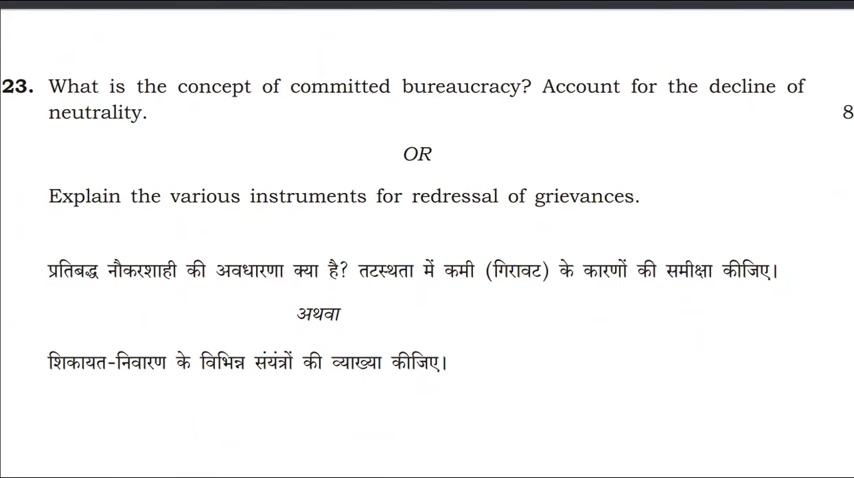 23. What is the concept of committed bureaucracy? Account for the decline of
neutrality. 8
OR
Explain the various instruments for redressal of grievances.
प्रतिबद्ध नौकरशाही की अवधारणा क्या है? तटस्थता में कमी (गिरावट) के कारणों की समीक्षा कीजिए।
अथवा
शिकायत-निवारण के विभिन्न संयंत्रों की व्याख्या कीजिए।